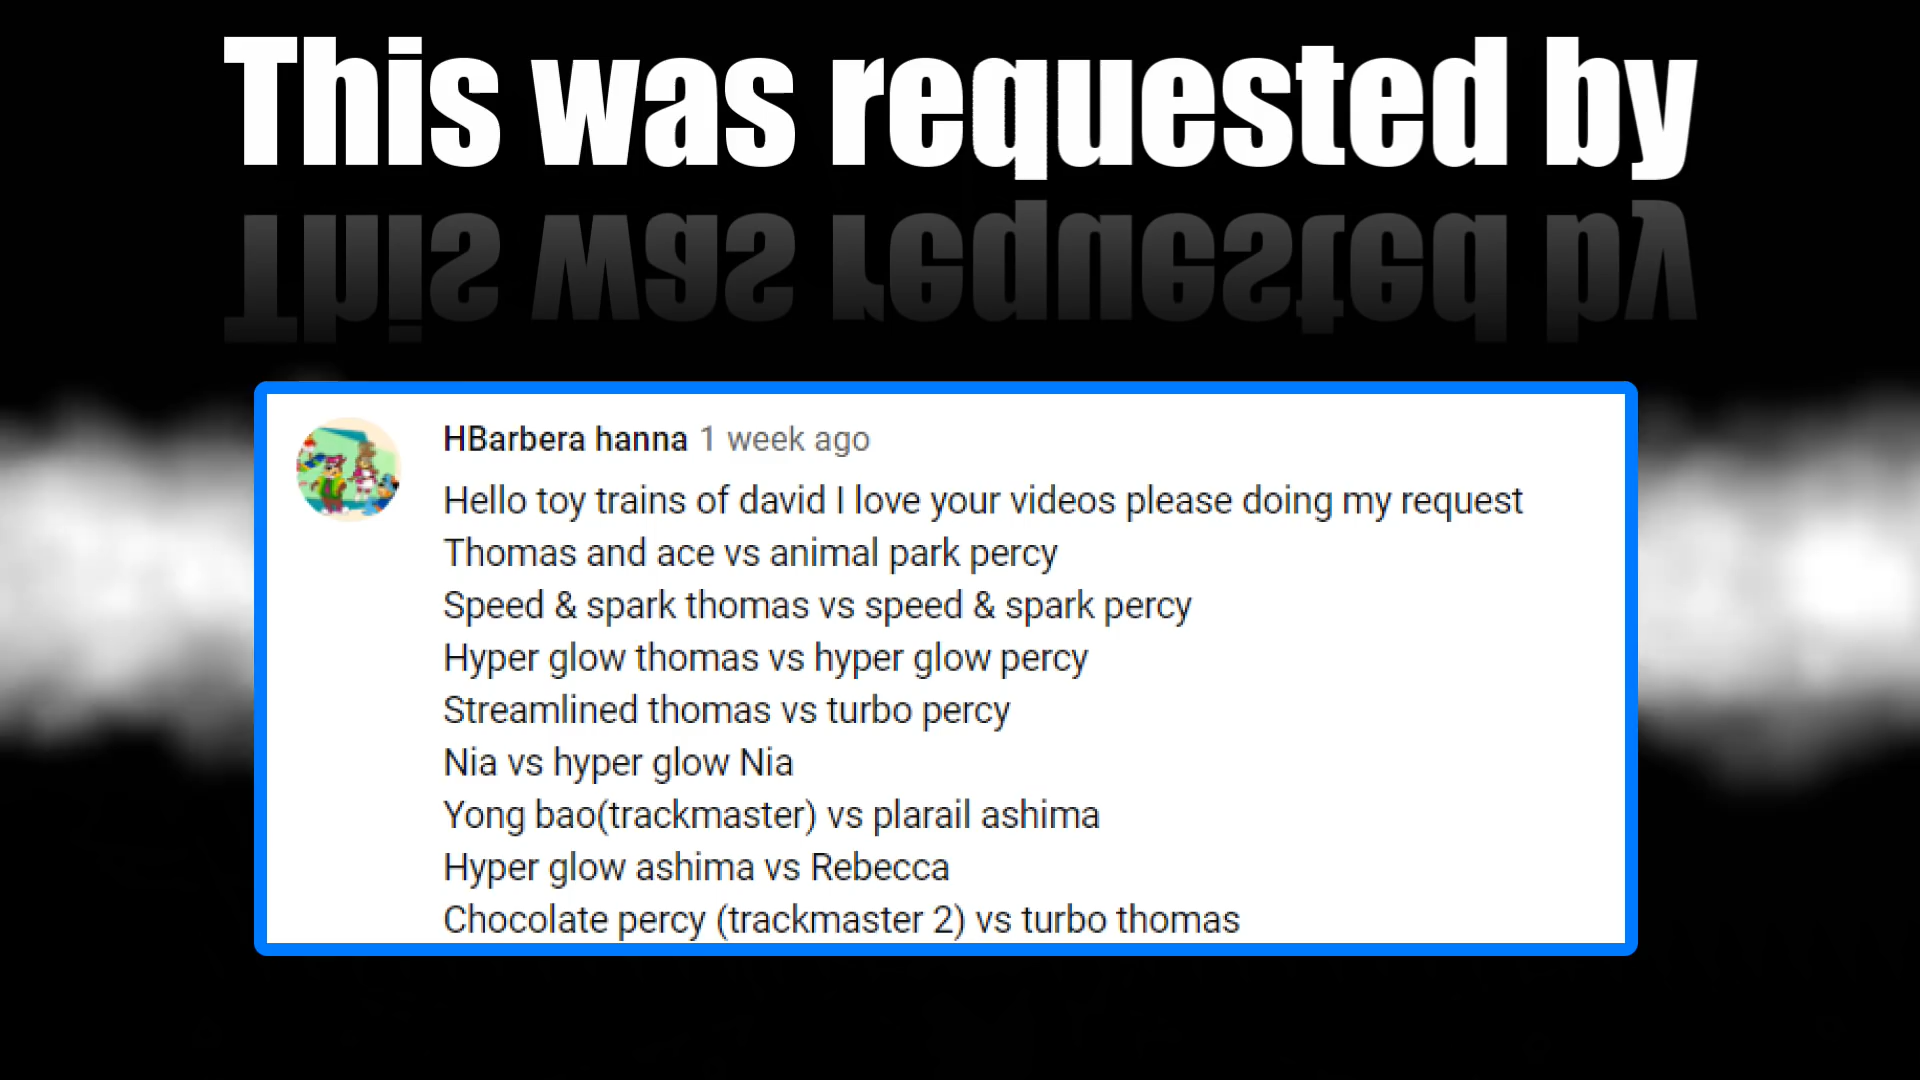 This was requested by
HBarbera hanna 1 week ago
Hello toy trains of david I love your videos please doing my request
Thomas and ace vs animal park percy
Speed & spark thomas vs speed & spark percy
Hyper glow thomas vs hyper glow percy
Streamlined thomas vs turbo percy
Nia vs hyper glow Nia
Yong bao(trackmaster) vs plarail ashima
Hyper glow ashima vs Rebecca
Chocolate percy (trackmaster 2) vs turbo thomas